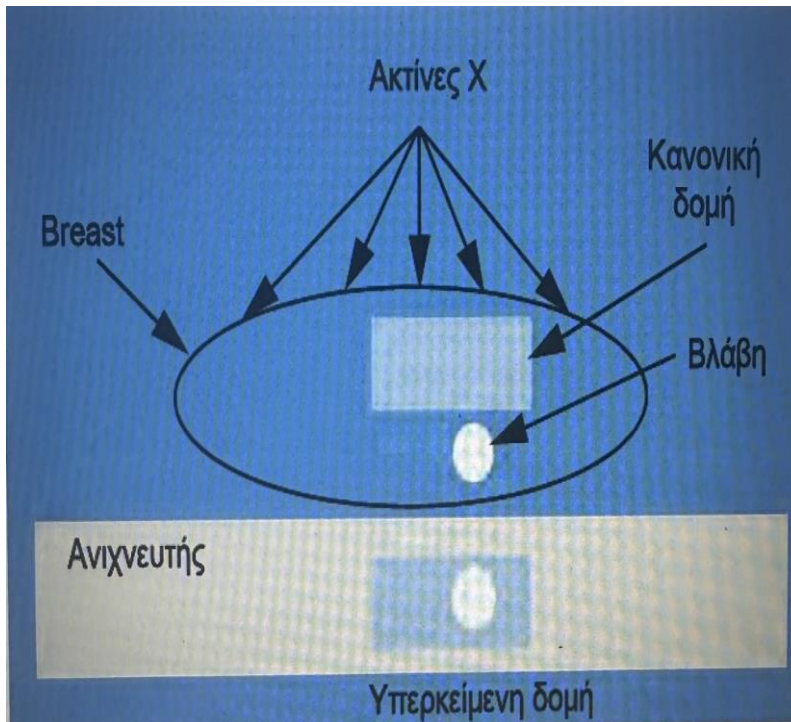 Ακτίνες Χ
Κανονική
δομή
Breast
Βλάβη
Ανιχνευτής
Υπερκείμενη δομή